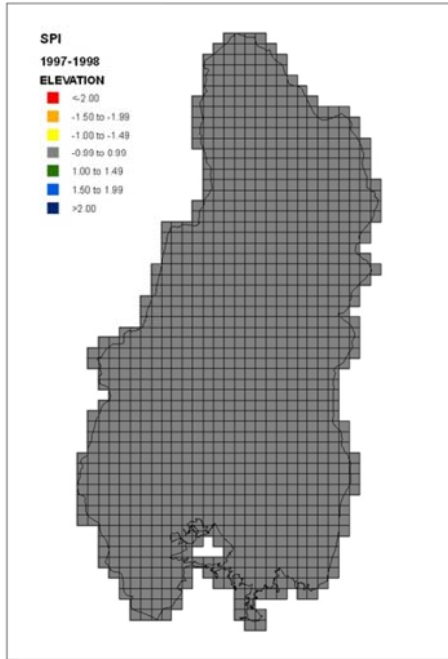 SPI
1997-1998
ELEVATION
<-2.00
-1.50 to -1.99
-1.00 to -1.49
-0.99 to 0.99
1.00 to 1.49
1.50 to 1.99
>2.00